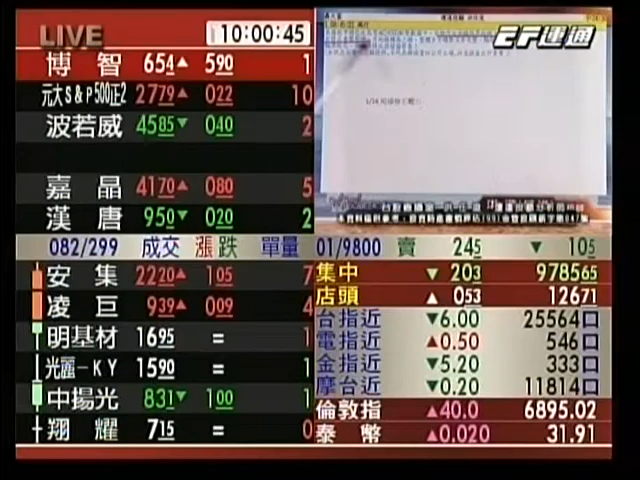 LIVE
10:00:45
EF運通
博智 654▲ 590 1
元大S&P500正2 2779▲ 022 10
波若威 4585▼ 040 2
嘉晶 4170▲ 080 5
漢唐 950▼ 020 2
082/299 成交 漲跌 單量 01/9800 賣 245 ▼ 105
安集 2220▲ 105 7
凌巨 939▲ 009 4
明基材 1695 = 1
光麗-KY 1590 = 1
中揚光 831▼ 100 1
翔耀 715 = 0
集中 ▼ 203 978565
店頭 ▲ 053 12671
台指近 ▼6.00 25564口
電指近 ▲0.50 546口
金指近 ▼5.20 333口
摩台近 ▼0.20 11814口
倫敦指 ▲40.0 6895.02
泰幣 ▲0.020 31.91